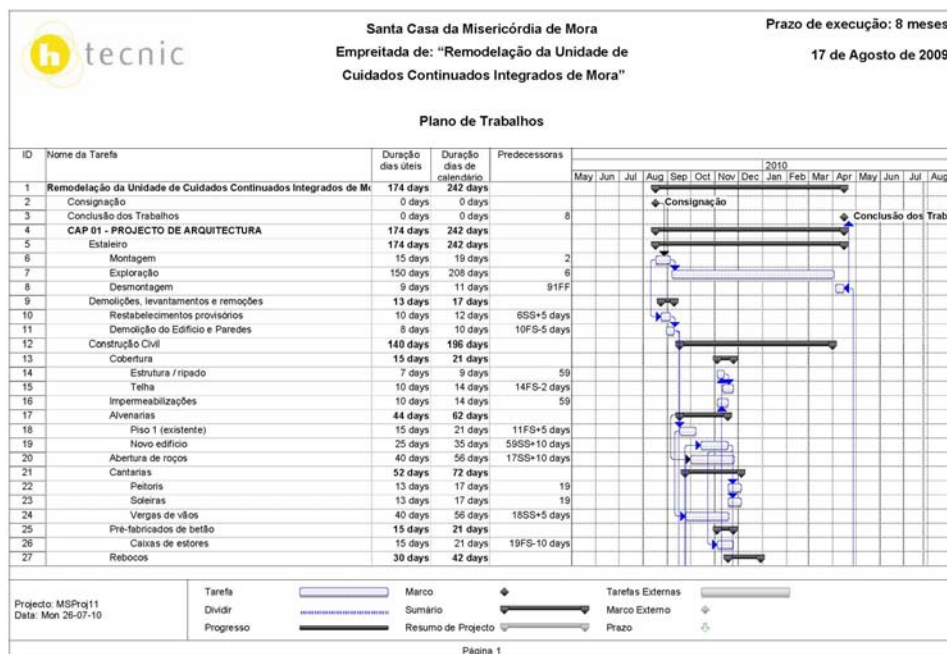 h tecnic
Santa Casa da Misericórdia de Mora
Empreitada de: “Remodelação da Unidade de
Cuidados Continuados Integrados de Mora”
Prazo de execução: 8 meses
17 de Agosto de 2009
Plano de Trabalhos
ID Nome da Tarefa Duração dias úteis Duração dias de calendário Predecessoras
2010
May Jun Jul Aug Sep Oct Nov Dec Jan Feb Mar Apr May Jun Jul Aug
1 Remodelação da Unidade de Cuidados Continuados Integrados de Mo 174 days 242 days
2 Consignação 0 days 0 days Consignação
3 Conclusão dos Trabalhos 0 days 0 days 8 Conclusão dos Trab
4 CAP 01 - PROJECTO DE ARQUITECTURA 174 days 242 days
5 Estaleiro 174 days 242 days
6 Montagem 15 days 19 days 2
7 Exploração 150 days 208 days 6
8 Desmontagem 9 days 11 days 91FF
9 Demolições, levantamentos e remoções 13 days 17 days
10 Restabelecimentos provisórios 10 days 12 days 6SS+5 days
11 Demolição do Edifício e Paredes 8 days 10 days 10FS-5 days
12 Construção Civil 140 days 196 days
13 Cobertura 15 days 21 days
14 Estrutura / ripado 7 days 9 days 59
15 Telha 10 days 14 days 14FS-2 days
16 Impermeabilizações 10 days 14 days 59
17 Alvenarias 44 days 62 days
18 Piso 1 (existente) 15 days 21 days 11FS+5 days
19 Novo edifício 25 days 35 days 59SS+10 days
20 Abertura de roços 40 days 56 days 17SS+10 days
21 Cantarias 52 days 72 days
22 Peitoris 13 days 17 days 19
23 Soleiras 13 days 17 days 19
24 Vergas de vãos 40 days 56 days 18SS+5 days
25 Pré-fabricados de betão 15 days 21 days
26 Caixas de estores 15 days 21 days 19FS-10 days
27 Rebocos 30 days 42 days
Projecto: MSProj11
Data: Mon 26-07-10
Tarefa Marco Tarefas Externas
Dividir Sumário Marco Externo
Progresso Resumo de Projecto Prazo
Página 1